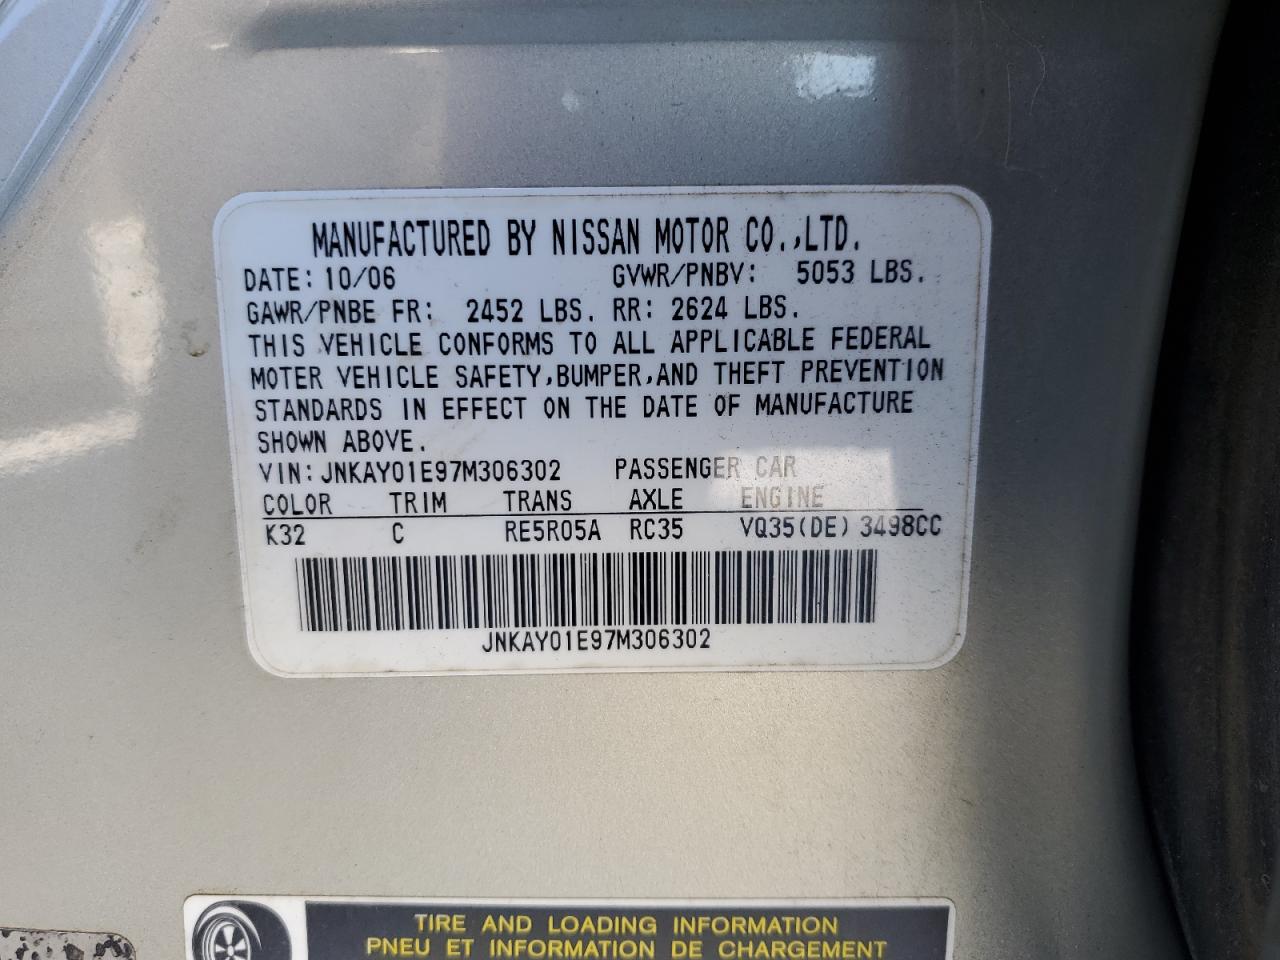 MANUFACTURED BY NISSAN MOTOR CO.,LTD.
DATE: 10/06 GVWR/PNBV: 5053 LBS.
GAWR/PNBE FR: 2452 LBS. RR: 2624 LBS.
THIS VEHICLE CONFORMS TO ALL APPLICABLE FEDERAL
MOTER VEHICLE SAFETY,BUMPER,AND THEFT PREVENTION
STANDARDS IN EFFECT ON THE DATE OF MANUFACTURE
SHOWN ABOVE.
VIN:JNKAY01E97M306302 PASSENGER CAR
COLOR TRIM TRANS AXLE ENGINE
K32 C RE5R05A RC35 VQ35(DE) 3498CC
JNKAY01E97M306302
TIRE AND LOADING INFORMATION
PNEU ET INFORMATION DE CHARGEMENT